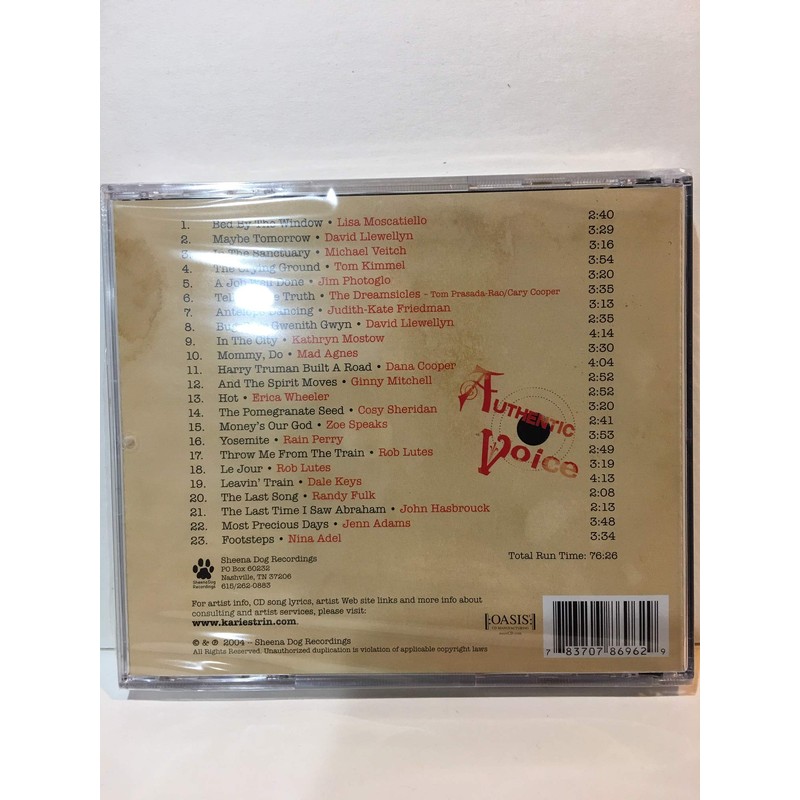 1. Bed By The Window • Lisa Moscatiello 2:40
2. Maybe Tomorrow • David Llewellyn 3:29
3. In The Sanctuary • Michael Veitch 3:16
4. The Crying Ground • Tom Kimmel 3:54
5. A Job Done • Jim Photoglo 3:20
6. Tell Truth • The Dreamsicles - Tom Prasada-Rao/Cary Cooper 3:35
7. Dancing • Judith-Kate Friedman 3:13
8. Gwenith Gwyn • David Llewellyn 2:35
9. In The City • Kathryn Mostow 4:14
10. Mommy, Do • Mad Agnes 3:30
11. Harry Truman Built A Road • Dana Cooper 4:04
12. And The Spirit Moves • Ginny Mitchell 2:52
13. Hot • Erica Wheeler 2:52
14. The Pomegranate Seed • Cosy Sheridan 3:20
15. Money's Our God • Zoe Speaks 2:41
16. Yosemite • Rain Perry 3:53
17. Throw Me From The Train • Rob Lutes 2:49
18. Le Jour • Rob Lutes 3:19
19. Leavin' Train • Dale Keys 4:13
20. The Last Song • Randy Fulk 2:08
21. The Last Time I Saw Abraham • John Hasbrouck 2:13
22. Most Precious Days • Jenn Adams 3:48
23. Footsteps • Nina Adel 3:34
Authentic
Voice
Total Run Time: 76:26
Sheena Dog Recordings
PO Box 60232
Nashville, TN 37206
615/262-0883
SheenaDog
Recordings
For artist info, CD song lyrics, artist Web site links and more info about
consulting and artist services, please visit:
www.kariestrin.com
© & ℗ 2004 – Sheena Dog Recordings
All Rights Reserved. Unauthorized duplication is violation of applicable copyright laws
OASIS
7 83707 86962 9